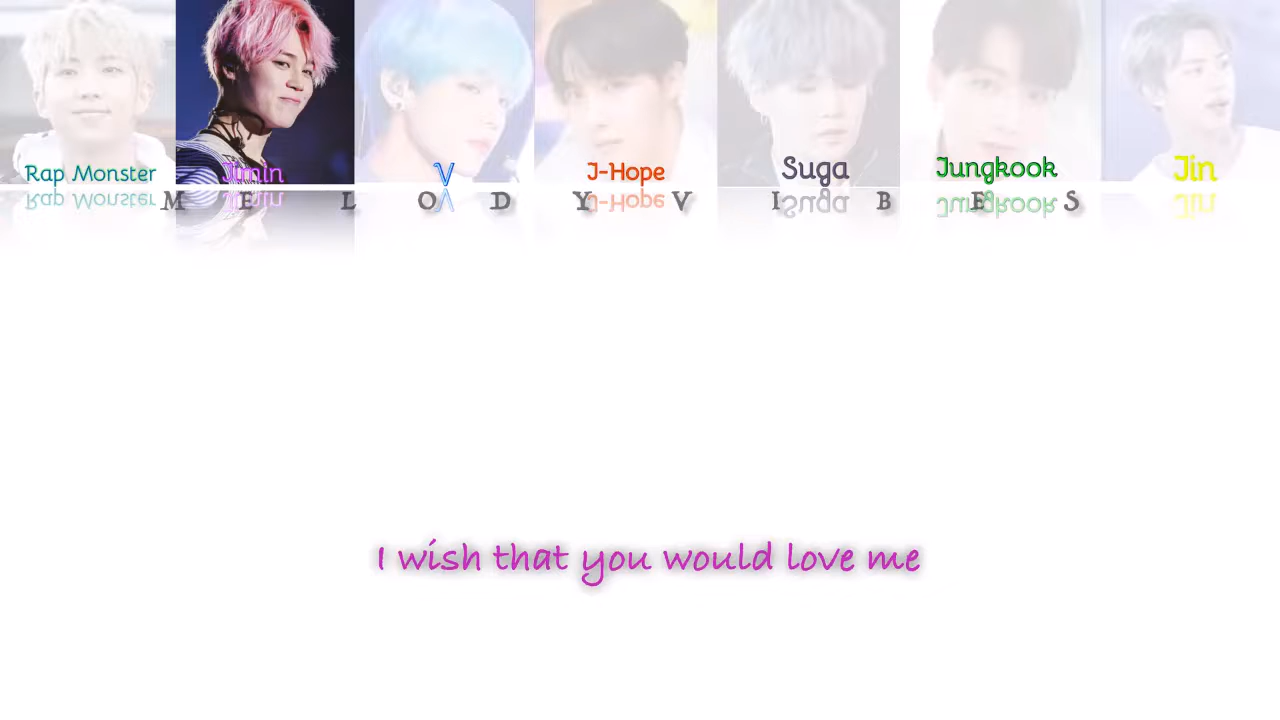 Rap Monster Jimin V J-Hope Suga Jungkook Jin
M E L O D Y V I B E S
I wish that you would love me